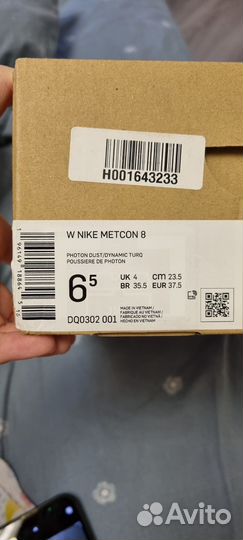 H001643233
W NIKE METCON 8
PHOTON DUST/DYNAMIC TURQ
POUSSIERE DE PHOTON
6 5
UK 4 CM 23.5
BR 35.5 EUR 37.5
MADE IN VIETNAM /
FABRIQUÉ AU VIETNAM /
FABRICADO NO VIETNÃ /
HECHO EN VIETNAM
DQ0302 001
Avito